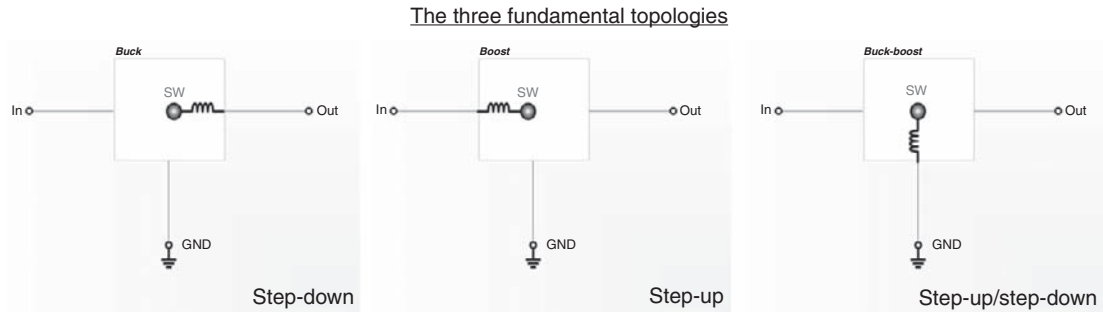 The three fundamental topologies
Buck
SW
In
Out
GND
Step-down
Boost
SW
In
Out
GND
Step-up
Buck-boost
SW
In
Out
GND
Step-up/step-down